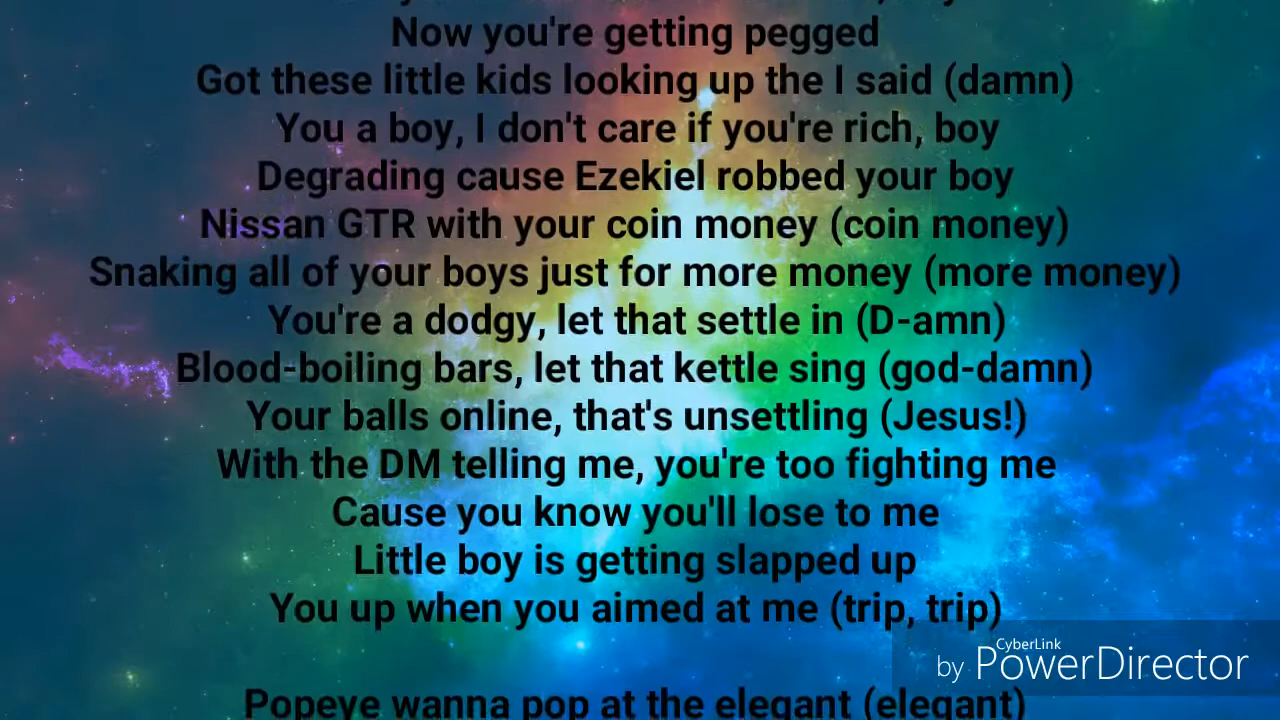 Now you're getting pegged
Got these little kids looking up the I said (damn)
You a boy, I don't care if you're rich, boy
Degrading cause Ezekiel robbed your boy
Nissan GTR with your coin money (coin money)
Snaking all of your boys just for more money (more money)
You're a dodgy, let that settle in (D-amn)
Blood-boiling bars, let that kettle sing (god-damn)
Your balls online, that's unsettling (Jesus!)
With the DM telling me, you're too fighting me
Cause you know you'll lose to me
Little boy is getting slapped up
You up when you aimed at me (trip, trip)
CyberLink
by PowerDirector
Popeye wanna pop at the elegant (elegant)